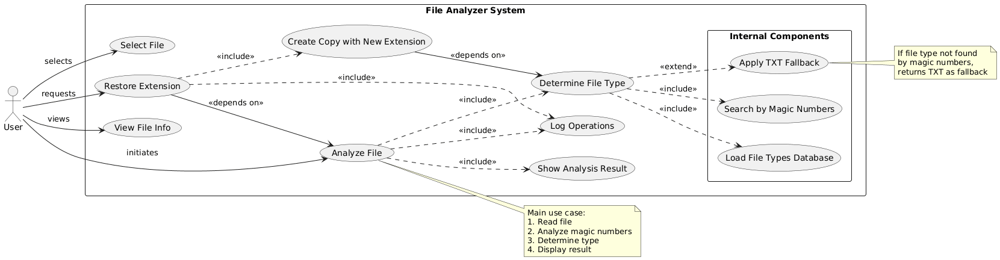 File Analyzer System
Create Copy with New Extension
Internal Components
Select File
«include»
«depends on»
selects
«extend»
Apply TXT Fallback
If file type not found
by magic numbers,
returns TXT as fallback
Restore Extension
«include»
Determine File Type
requests
«include»
«depends on»
«include»
Search by Magic Numbers
«include»
User
views
View File Info
Log Operations
«include»
initiates
Analyze File
«include»
Show Analysis Result
Load File Types Database
Main use case:
1. Read file
2. Analyze magic numbers
3. Determine type
4. Display result